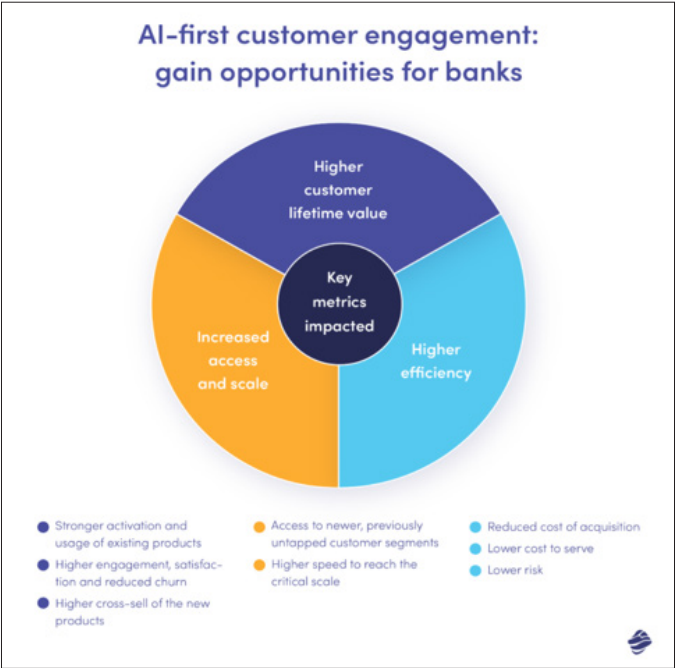 AI-first customer engagement:
gain opportunities for banks
Higher
customer
lifetime value
Key
metrics
impacted
Increased
access
and scale
Higher
efficiency
Stronger activation and
usage of existing products
Higher engagement, satisfac-
tion and reduced churn
Higher cross-sell of the new
products
Access to newer, previously
untapped customer segments
Higher speed to reach the
critical scale
Reduced cost of acquisition
Lower cost to serve
Lower risk